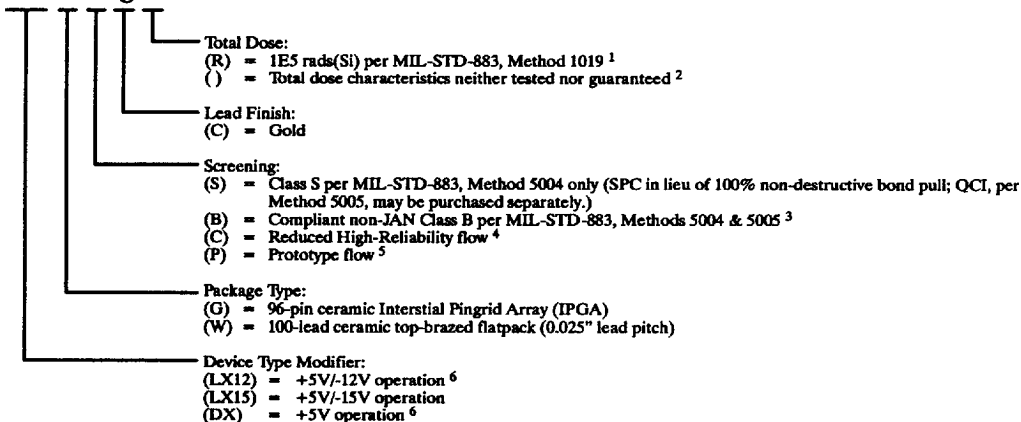 Total Dose:
(R) = 1E5 rads(Si) per MIL-STD-883, Method 1019 1
( ) = Total dose characteristics neither tested nor guaranteed 2
Lead Finish:
(C) = Gold
Screening:
(S) = Class S per MIL-STD-883, Method 5004 only (SPC in lieu of 100% non-destructive bond pull; QCI, per
Method 5005, may be purchased separately.)
(B) = Compliant non-JAN Class B per MIL-STD-883, Methods 5004 & 5005 3
(C) = Reduced High-Reliability flow 4
(P) = Prototype flow 5
Package Type:
(G) = 96-pin ceramic Interstial Pingrid Array (IPGA)
(W) = 100-lead ceramic top-brazed flatpack (0.025" lead pitch)
Device Type Modifier:
(LX12) = +5V/-12V operation 6
(LX15) = +5V/-15V operation
(DX) = +5V operation 6